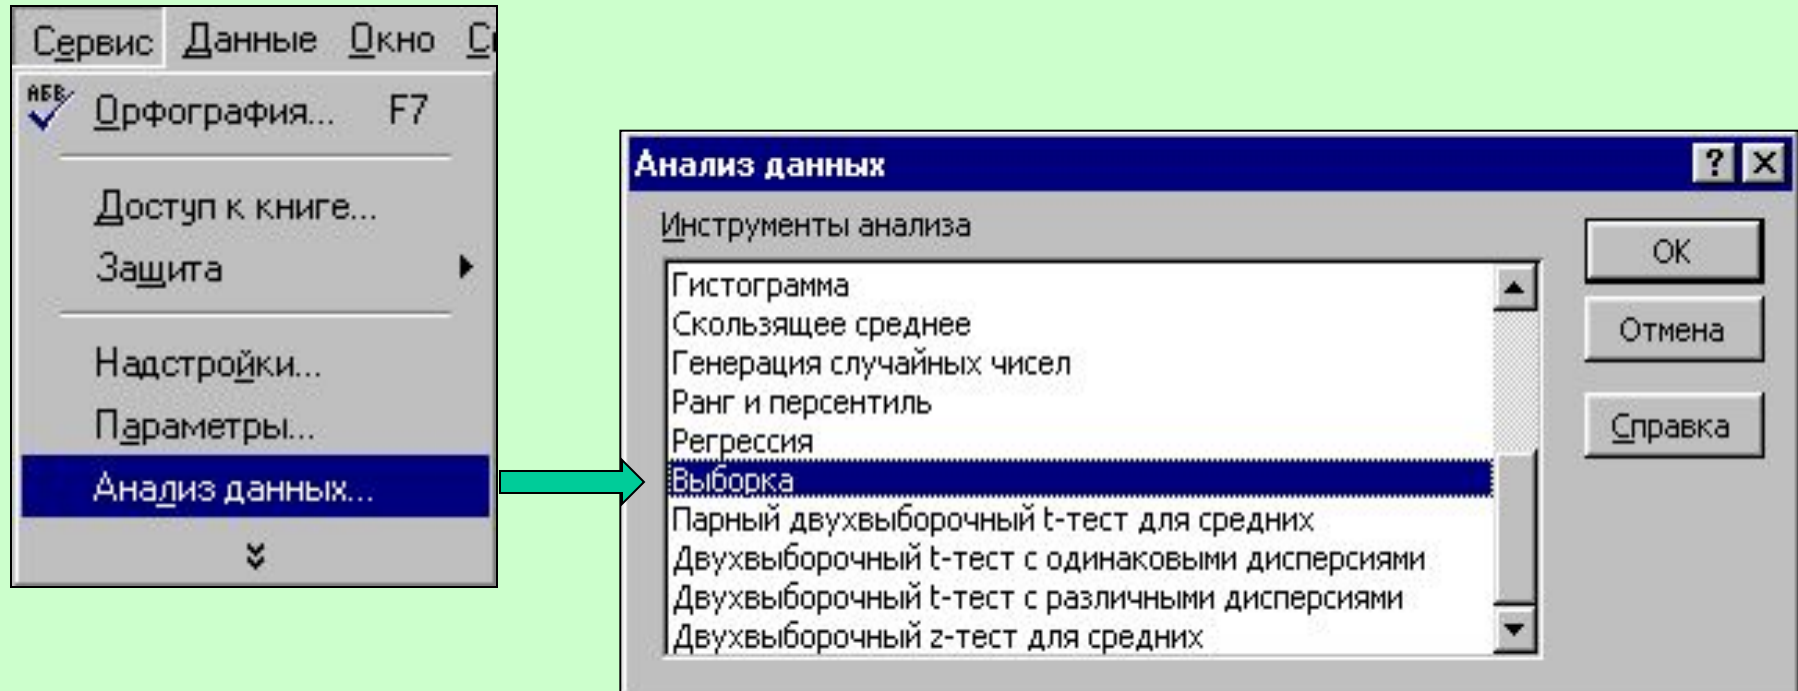 Сервис Данные Окно
АБВ
Орфография... F7
Доступ к книге...
Защита
Надстройки...
Параметры...
Анализ данных...
Анализ данных
Инструменты анализа
Гистограмма
Скользящее среднее
Генерация случайных чисел
Ранг и персентиль
Регрессия
Выборка
Парный двухвыборочный t-тест для средних
Двухвыборочный t-тест с одинаковыми дисперсиями
Двухвыборочный t-тест с различными дисперсиями
Двухвыборочный z-тест для средних
ОК
Отмена
Справка